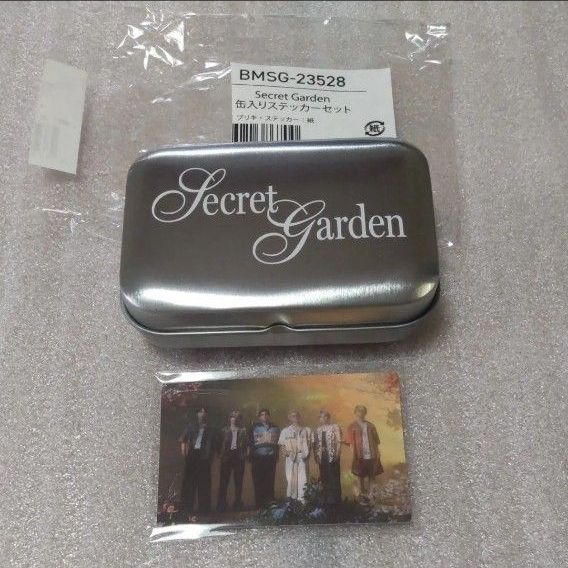 BMSG-23528
Secret Garden
缶入りステッカーセット
ブリキ・ステッカー：紙
紙
Secret
Garden